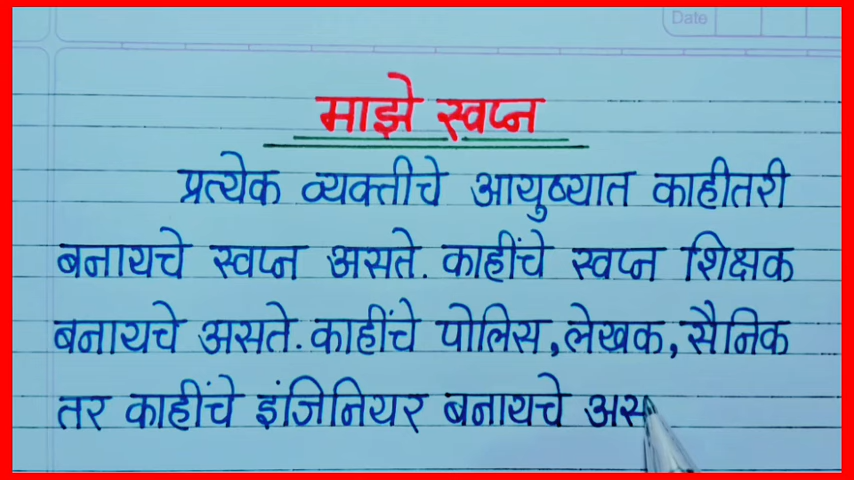 Date
माझे स्वप्न
प्रत्येक व्यक्तीचे आयुष्यात काहीतरी
बनायचे स्वप्न असते. काहींचे स्वप्न शिक्षक
बनायचे असते. काहींचे पोलिस, लेखक, सैनिक
तर काहींचे इंजिनियर बनायचे अस